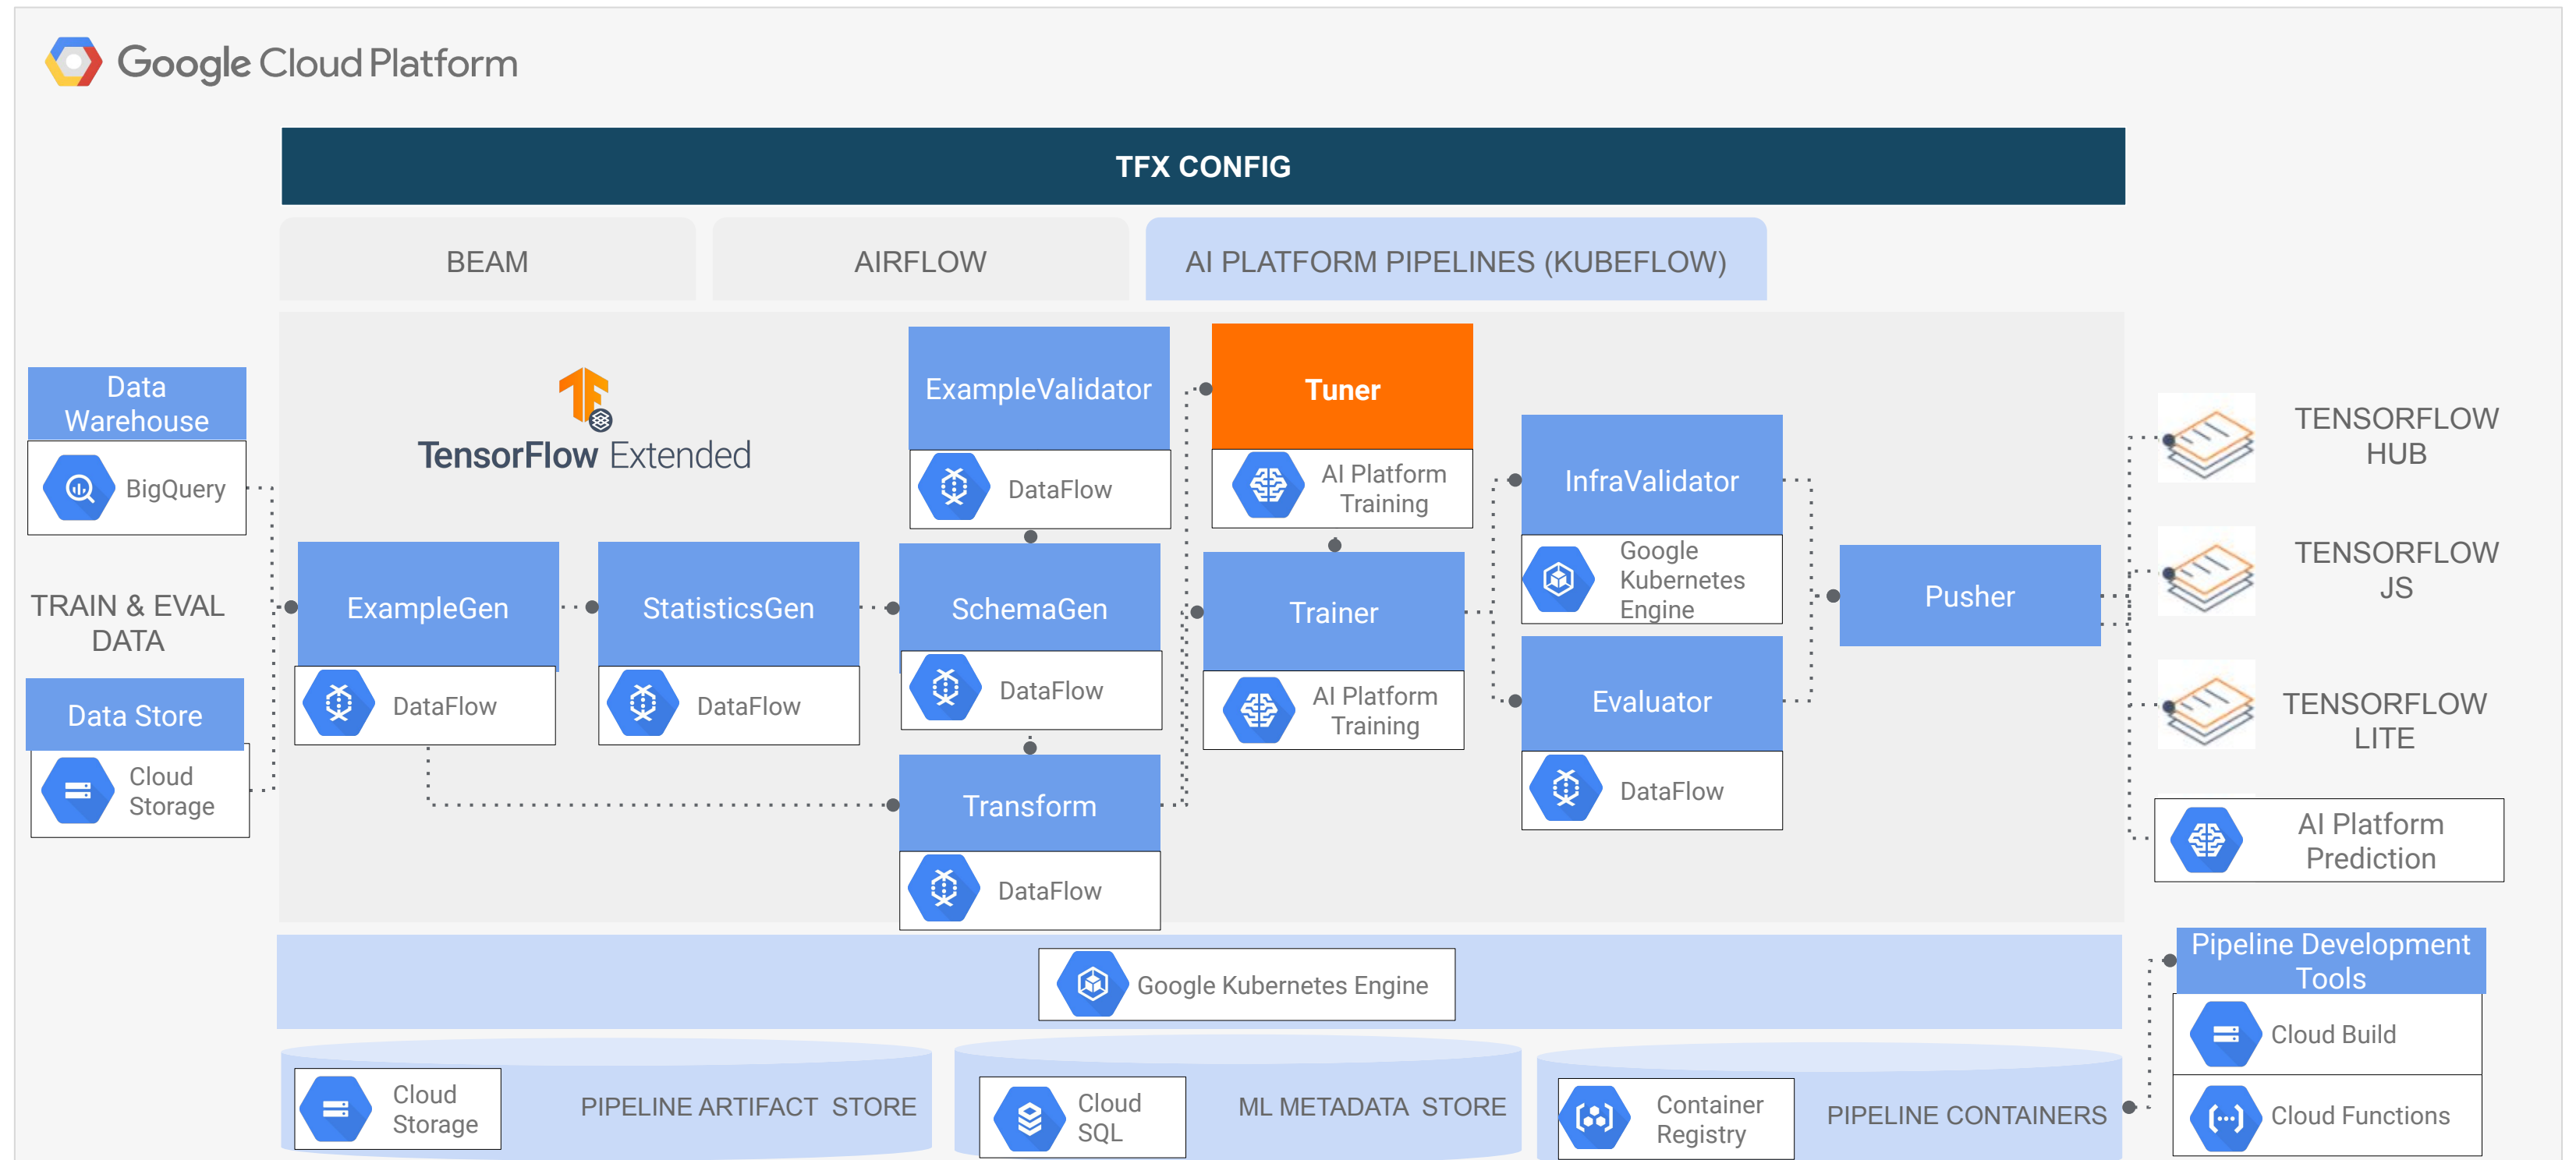 Google Cloud Platform
TFX CONFIG
BEAM
AIRFLOW
AI PLATFORM PIPELINES (KUBEFLOW)
Data
Warehouse
BigQuery
TRAIN & EVAL
DATA
Data Store
Cloud
Storage
TensorFlow Extended
ExampleGen
DataFlow
StatisticsGen
DataFlow
ExampleValidator
DataFlow
SchemaGen
DataFlow
Transform
DataFlow
Tuner
AI Platform
Training
Trainer
AI Platform
Training
InfraValidator
Google
Kubernetes
Engine
Evaluator
DataFlow
Pusher
TENSORFLOW
HUB
TENSORFLOW
JS
TENSORFLOW
LITE
AI Platform
Prediction
Google Kubernetes Engine
Cloud
Storage
PIPELINE ARTIFACT STORE
Cloud
SQL
ML METADATA STORE
Container
Registry
PIPELINE CONTAINERS
Pipeline Development
Tools
Cloud Build
Cloud Functions